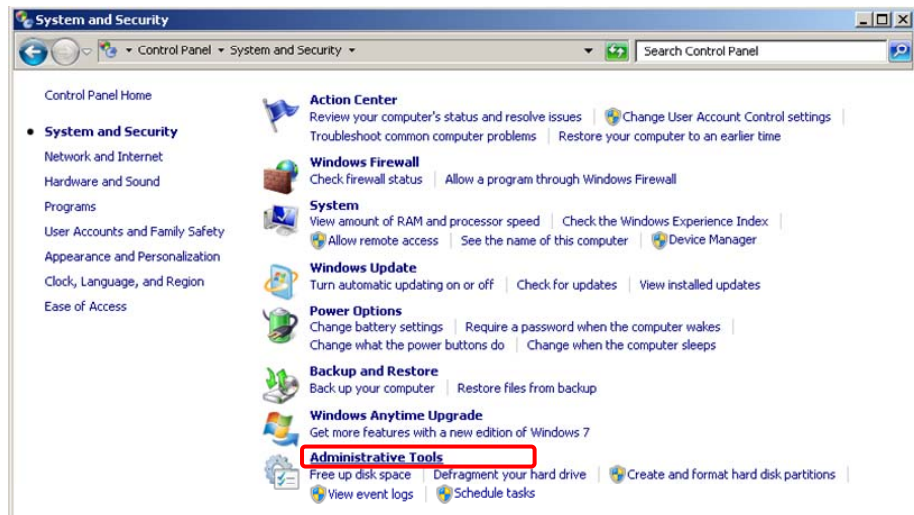 System and Security
Control Panel System and Security
Search Control Panel
Control Panel Home
System and Security
Network and Internet
Hardware and Sound
Programs
User Accounts and Family Safety
Appearance and Personalization
Clock, Language, and Region
Ease of Access
Action Center
Review your computer's status and resolve issues Change User Account Control settings
Troubleshoot common computer problems Restore your computer to an earlier time
Windows Firewall
Check firewall status Allow a program through Windows Firewall
System
View amount of RAM and processor speed Check the Windows Experience Index
Allow remote access See the name of this computer Device Manager
Windows Update
Turn automatic updating on or off Check for updates View installed updates
Power Options
Change battery settings Require a password when the computer wakes
Change what the power buttons do Change when the computer sleeps
Backup and Restore
Back up your computer Restore files from backup
Windows Anytime Upgrade
Get more features with a new edition of Windows 7
Administrative Tools
Free up disk space Defragment your hard drive Create and format hard disk partitions
View event logs Schedule tasks